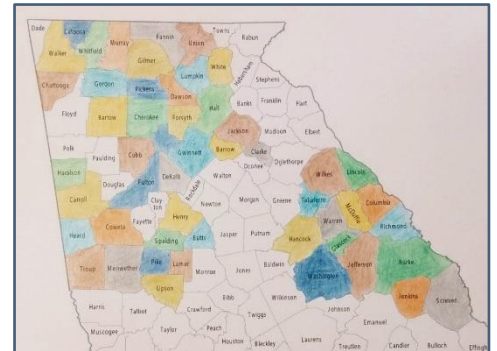 Dade
Catoosa
Fannin
Towns
Rabun
Walker
Whitfield
Murray
Union
Gilmer
White
Habersham
Stephens
Chattooga
Gordon
Pickens
Lumpkin
Dawson
Hall
Banks
Franklin
Hart
Floyd
Bartow
Cherokee
Forsyth
Jackson
Madison
Elbert
Polk
Paulding
Cobb
Gwinnett
Barrow
Clarke
Oconee
Oglethorpe
Wilkes
Lincoln
Haralson
Douglas
Fulton
DeKalb
Rockdale
Walton
Morgan
Greene
Taliaferro
McDuffie
Columbia
Carroll
Clay
ton
Fayette
Henry
Newton
Warren
Richmond
Heard
Coweta
Spalding
Butts
Jasper
Putnam
Hancock
Glascock
Burke
Troup
Meriwether
Pike
Lamar
Monroe
Jones
Baldwin
Washington
Jefferson
Jenkins
Screven
Upson
Harris
Talbot
Crawford
Bibb
Wilkinson
Twiggs
Johnson
Emanuel
Muscogee
Taylor
Peach
Houston
Bleckley
Laurens
Treutlen
Candler
Bulloch